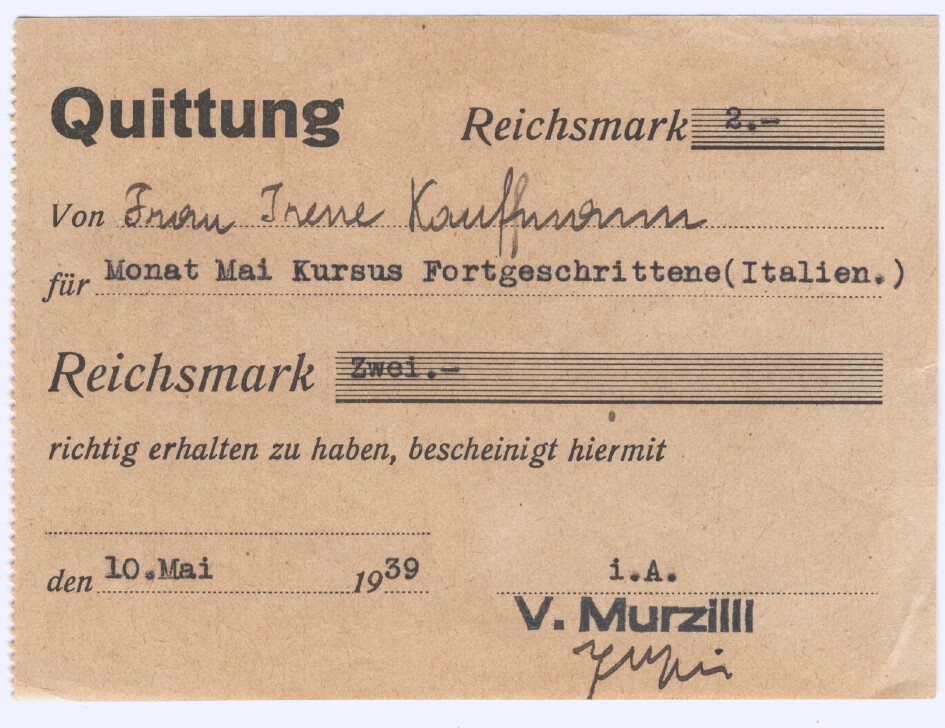 Quittung Reichsmark 2.-
Von Frau Irene Kauffmann
für Monat Mai Kursus Fortgeschrittene(Italien.)
Reichsmark Zwei.-
richtig erhalten zu haben, bescheinigt hiermit
den 10.Mai 1939 i.A.
V. Murzilli